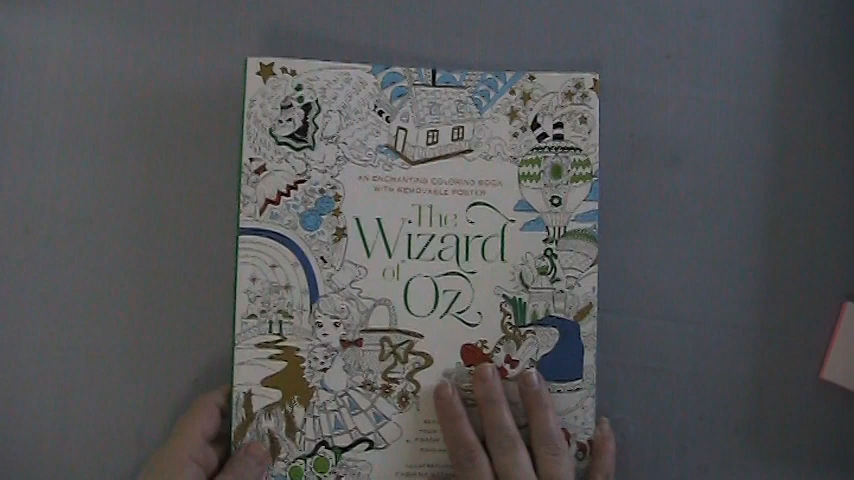 AN ENCHANTING COLORING BOOK
WITH REMOVABLE POSTER
The
Wizard
of
Oz